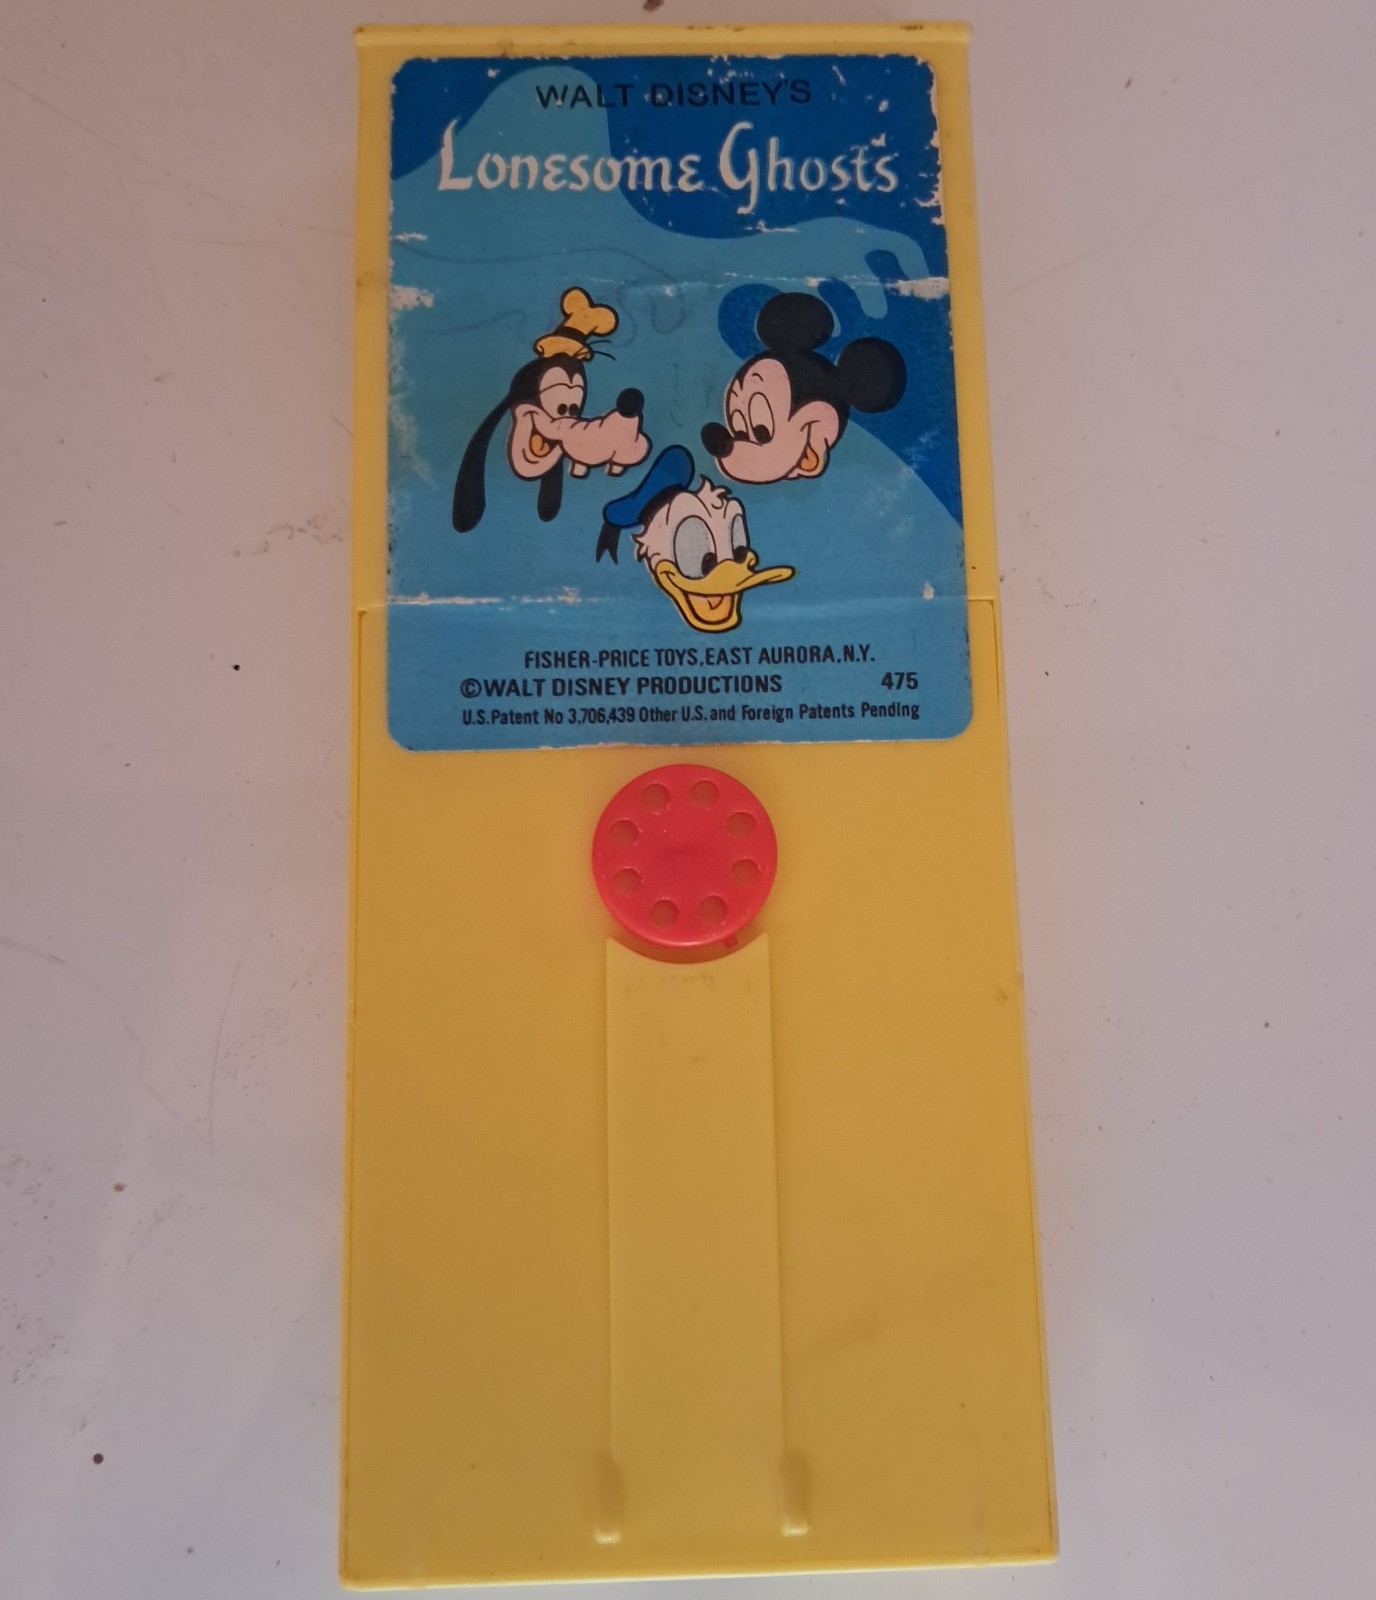 WALT DISNEY'S
Lonesome Ghosts
FISHER-PRICE TOYS, EAST AURORA, N.Y.
©WALT DISNEY PRODUCTIONS 475
U.S. Patent No 3,706,439 Other U.S. and Foreign Patents Pending